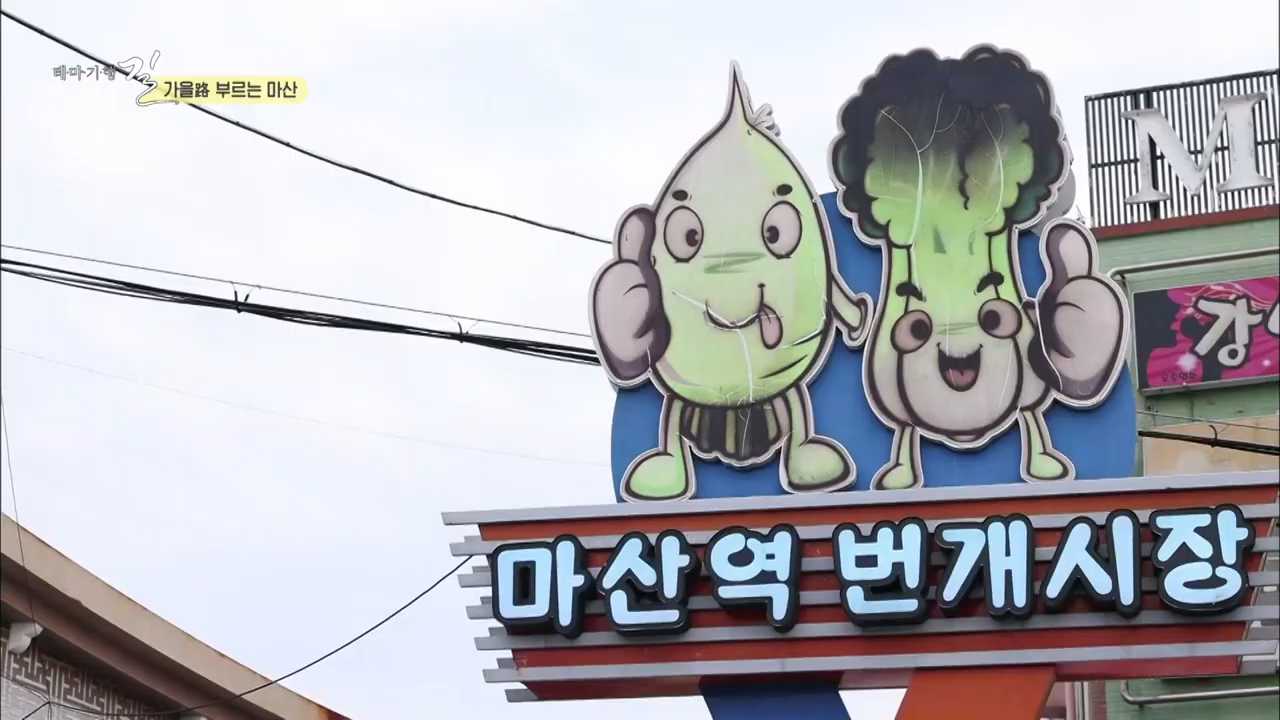 테마기행 길
가을路 부르는 마산
M
강
마산역 번개시장